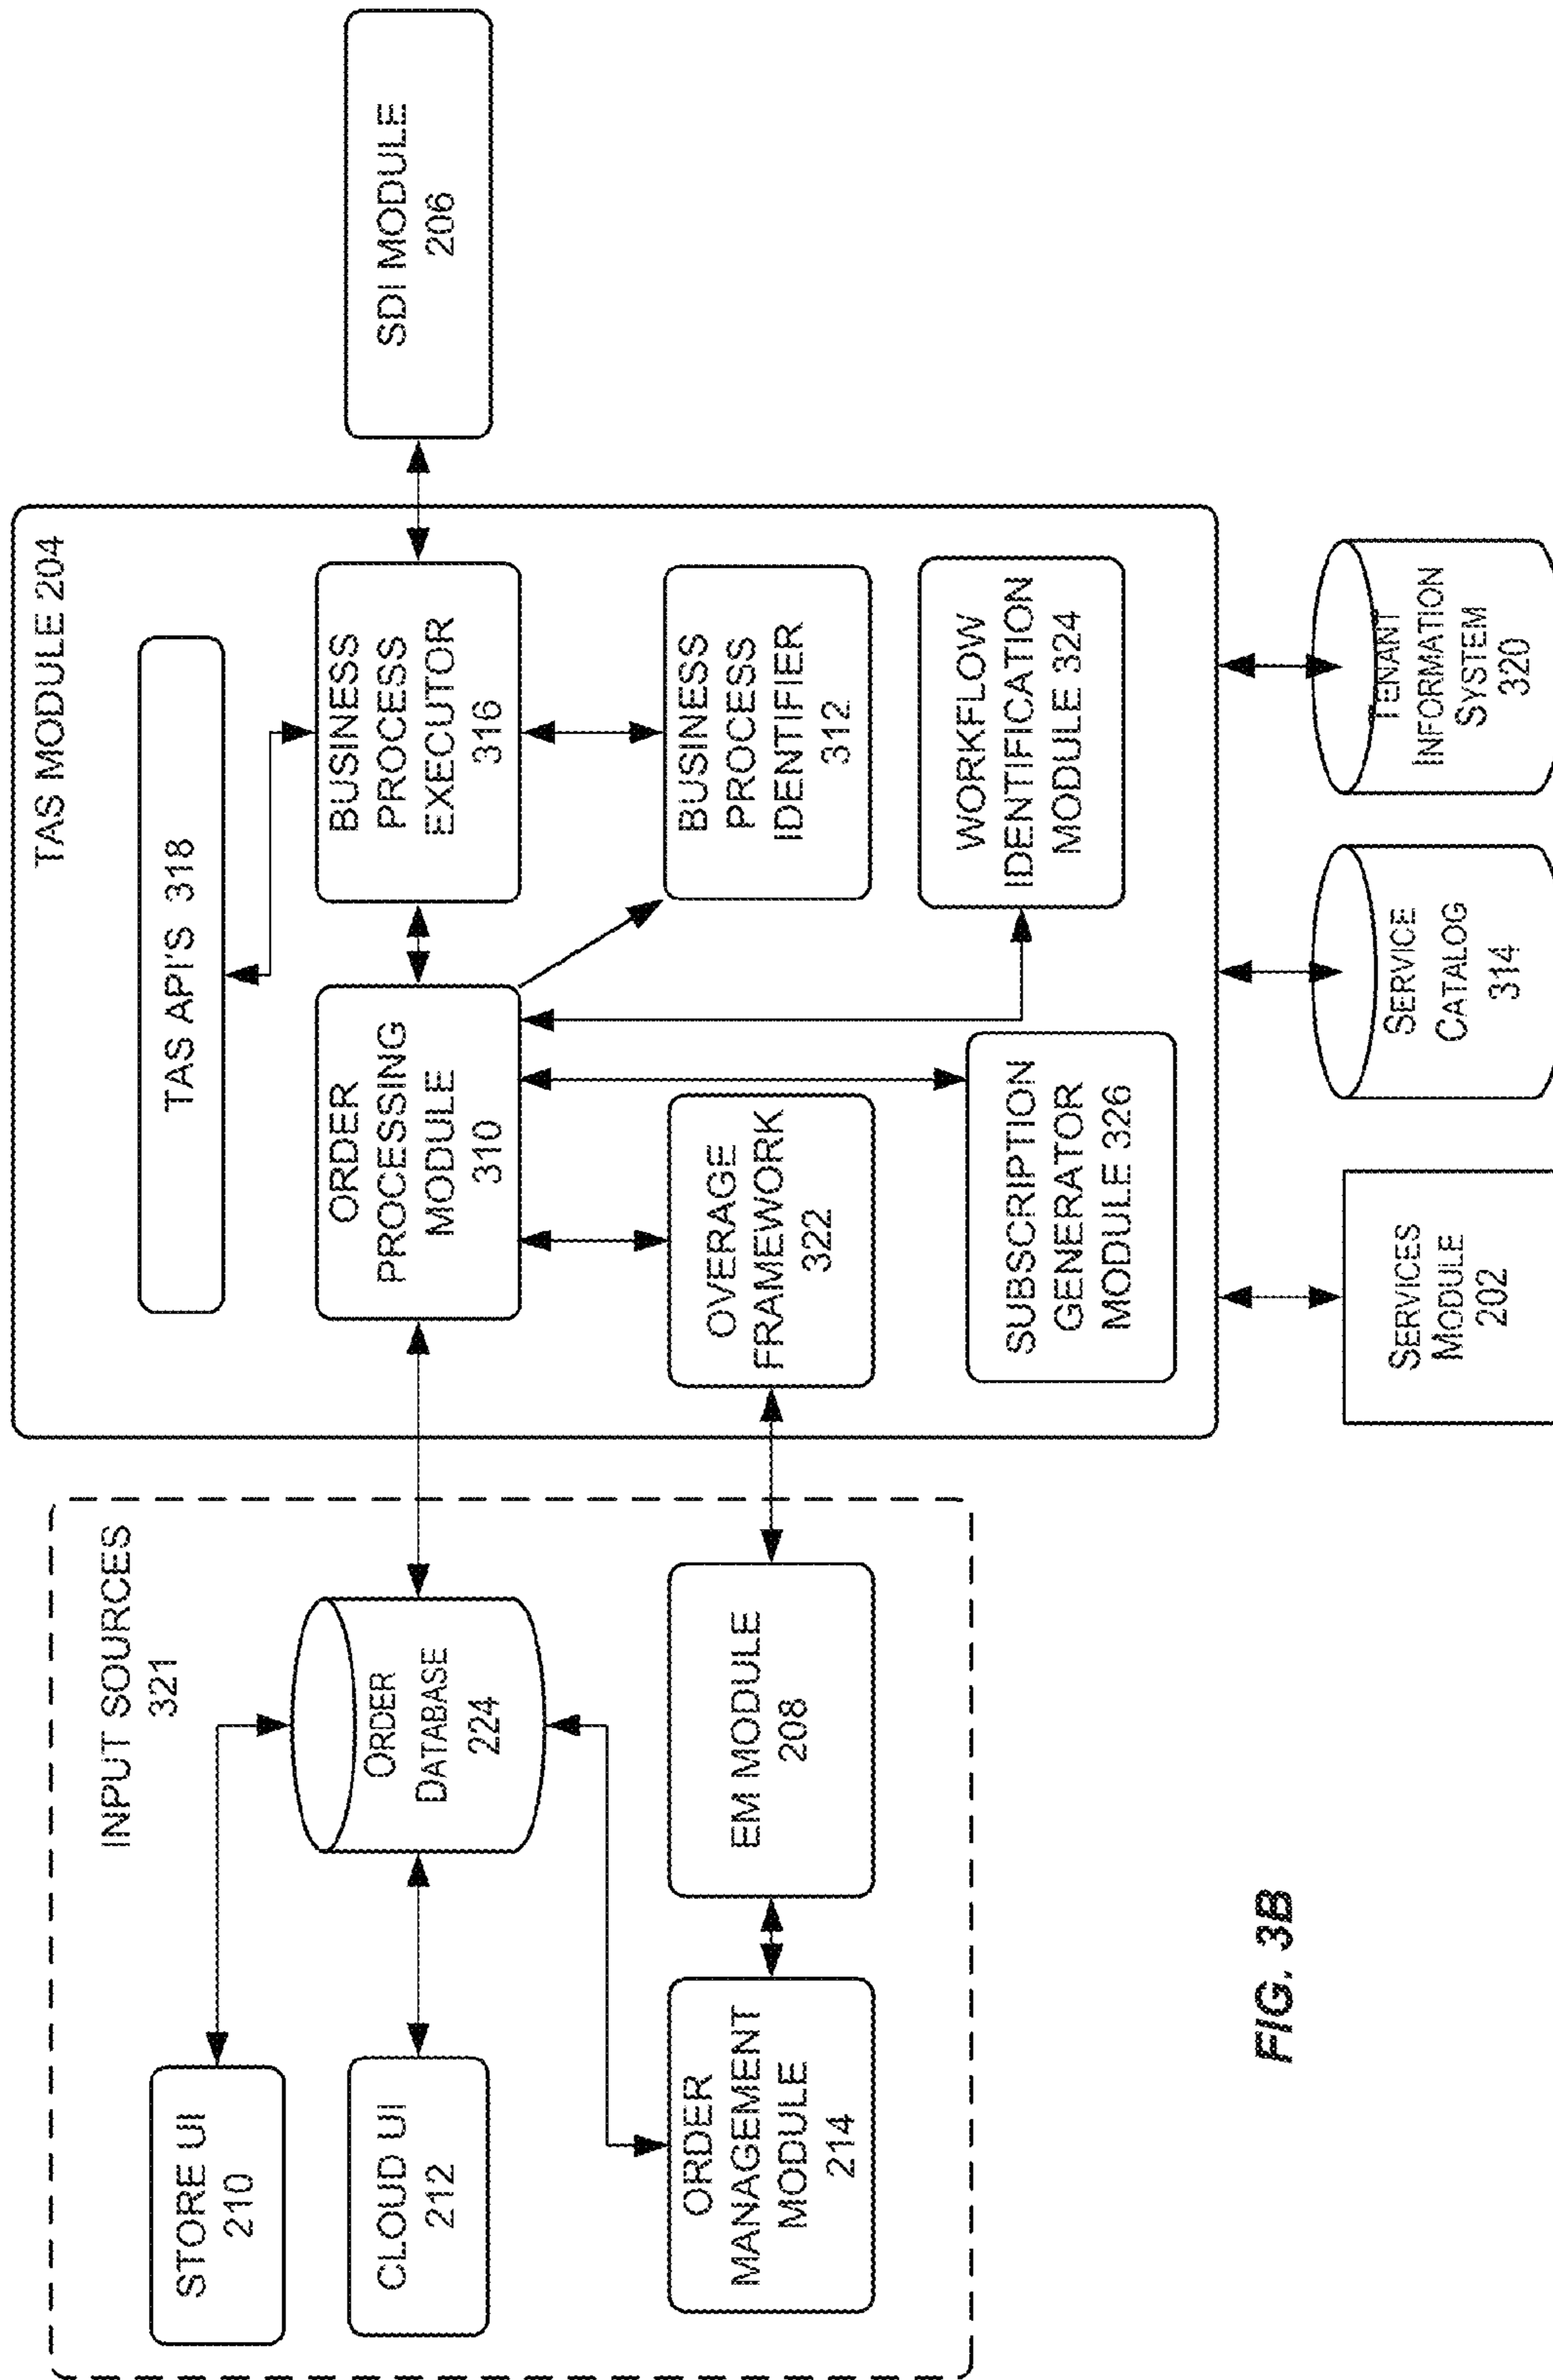 INPUT SOURCES
321
STORE UI
210
CLOUD UI
212
ORDER
MANAGEMENT
MODULE
214
ORDER
DATABASE
224
EM MODULE
208
TAS MODULE 204
TAS API'S 318
ORDER
PROCESSING
MODULE
310
BUSINESS
PROCESS
EXECUTOR
316
OVERAGE
FRAMEWORK
322
BUSINESS
PROCESS
IDENTIFIER
312
SUBSCRIPTION
GENERATOR
MODULE 326
WORKFLOW
IDENTIFICATION
MODULE 324
SDI MODULE
206
SERVICES
MODULE
202
SERVICE
CATALOG
314
TENANT
INFORMATION
SYSTEM
320
FIG. 3B